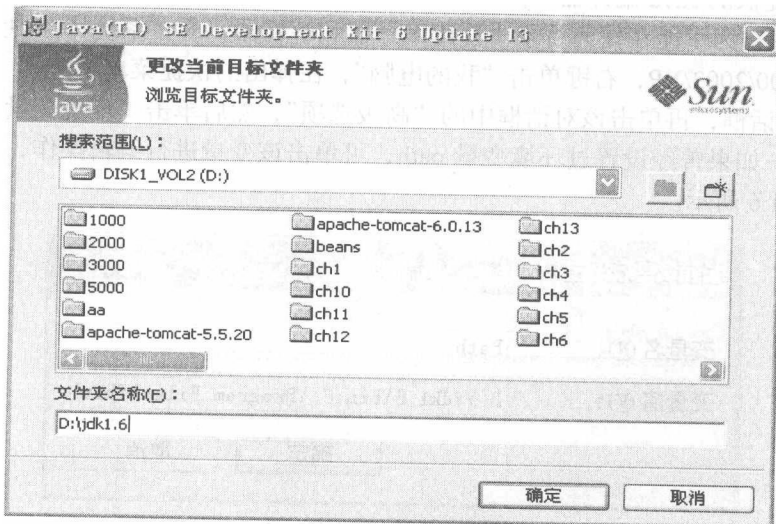 Java(TM) SE Development Kit 6 Update 13
更改当前目标文件夹
浏览目标文件夹。
Java
Sun
microsystems
搜索范围(L)：
DISK1_VOL2 (D:)
1000
2000
3000
5000
aa
apache-tomcat-5.5.20
apache-tomcat-6.0.13
beans
ch1
ch10
ch11
ch12
ch13
ch2
ch3
ch4
ch5
ch6
文件夹名称(F)：
D:\jdk1.6
确定
取消